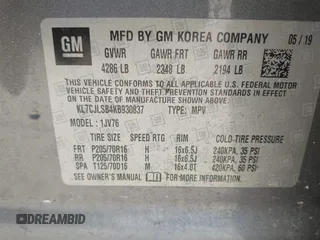 GM
MFD BY GM KOREA COMPANY 05/19
GVWR GAWR FRT GAWR RR
4286 LB 2348 LB 2194 LB
THIS VEHICLE CONFORMS TO ALL APPLICABLE
U.S. FEDERAL MOTOR VEHICLE SAFETY, BUMPER, AND
THEFT PREVENTION STANDARDS IN EFFECT ON THE
DATE OF MANUFACTURE SHOWN ABOVE.
KL7CJLSB4KB930837 TYPE: MPV
MODEL: 1JV76
TIRE SIZE SPEED RTG RIM COLD TIRE PRESSURE
FRT P205/70R16 H 16x6.5J 240KPA, 35 PSI
RR P205/70R16 H 16x6.5J 240KPA, 35 PSI
SPA T125/70D16 M 16x4.0T 420KPA, 60 PSI
SEE OWNER'S MANUAL FOR ADDITIONAL INFORMATION.